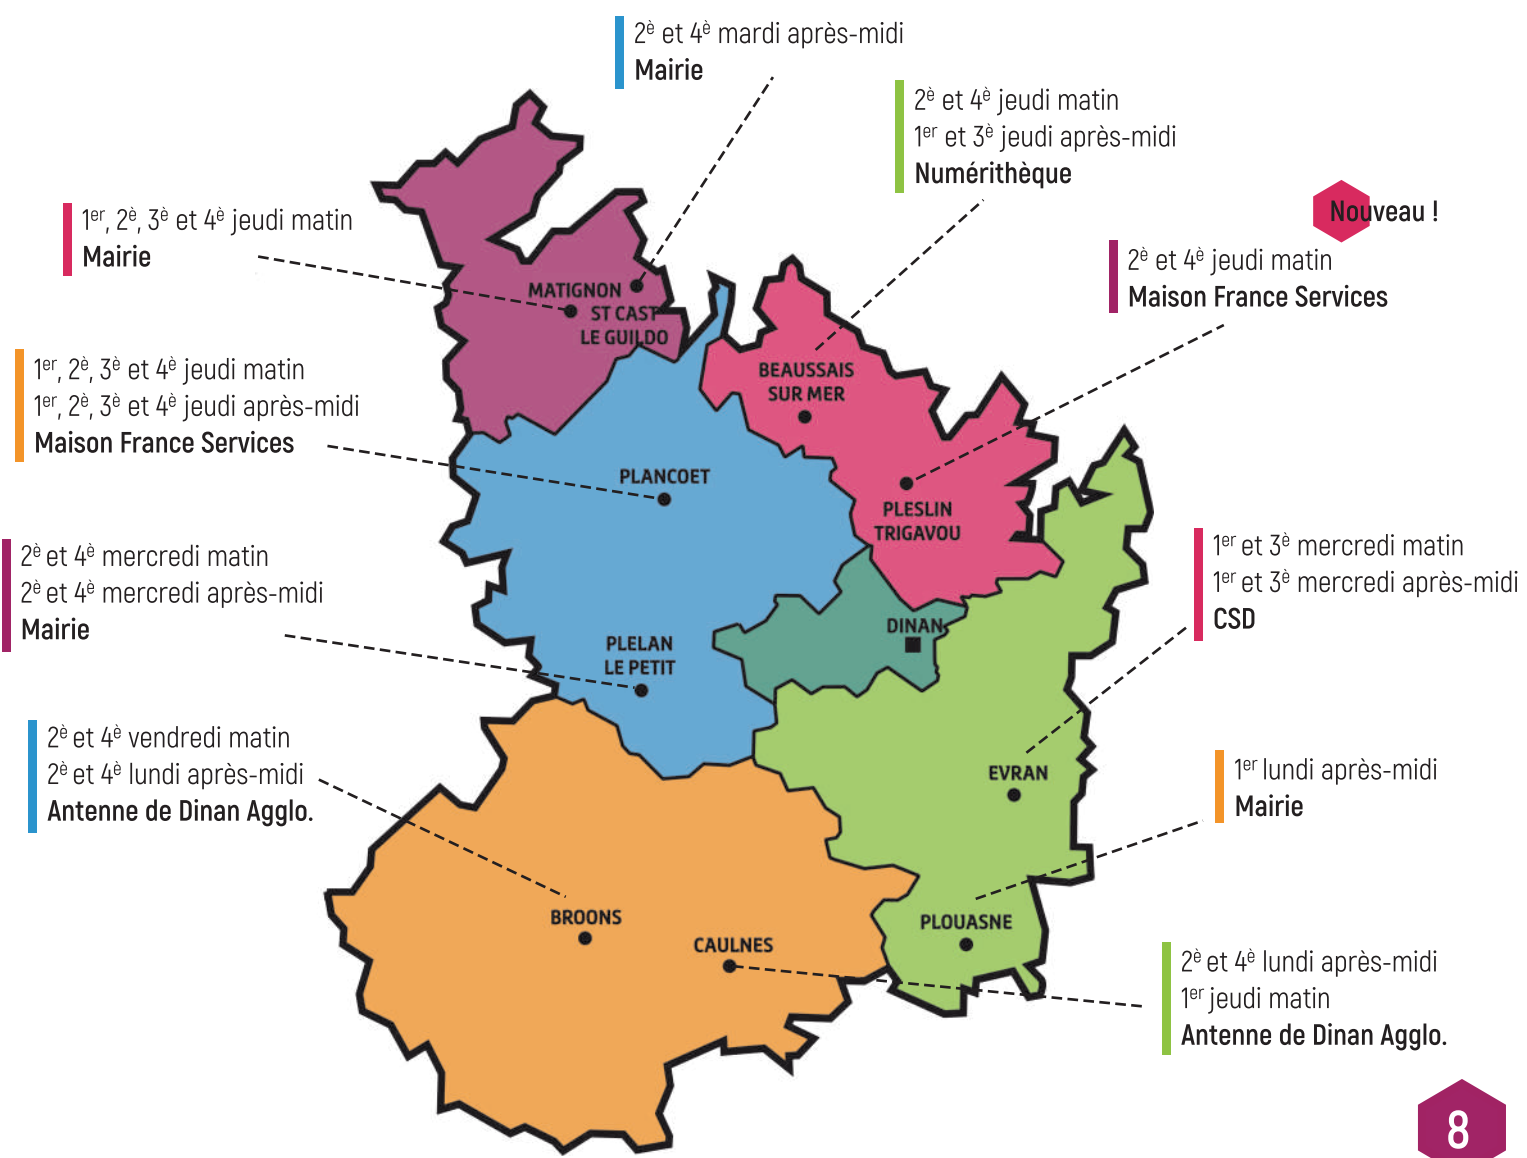 2è et 4è mardi après-midi
Mairie
2è et 4è jeudi matin
1er et 3è jeudi après-midi
Numérithèque
Nouveau !
2è et 4è jeudi matin
Maison France Services
1er, 2è, 3è et 4è jeudi matin
Mairie
1er, 2è, 3è et 4è jeudi matin
1er, 2è, 3è et 4è jeudi après-midi
Maison France Services
2è et 4è mercredi matin
2è et 4è mercredi après-midi
Mairie
2è et 4è vendredi matin
2è et 4è lundi après-midi
Antenne de Dinan Agglo.
MATIGNON
ST CAST
LE GUILDO
BEAUSSAIS
SUR MER
PLANCOET
PLESLIN
TRIGAVOU
DINAN
PLELAN
LE PETIT
EVRAN
BROONS
CAULNES
PLOUASNE
1er et 3è mercredi matin
1er et 3è mercredi après-midi
CSD
1er lundi après-midi
Mairie
2è et 4è lundi après-midi
1er jeudi matin
Antenne de Dinan Agglo.
8